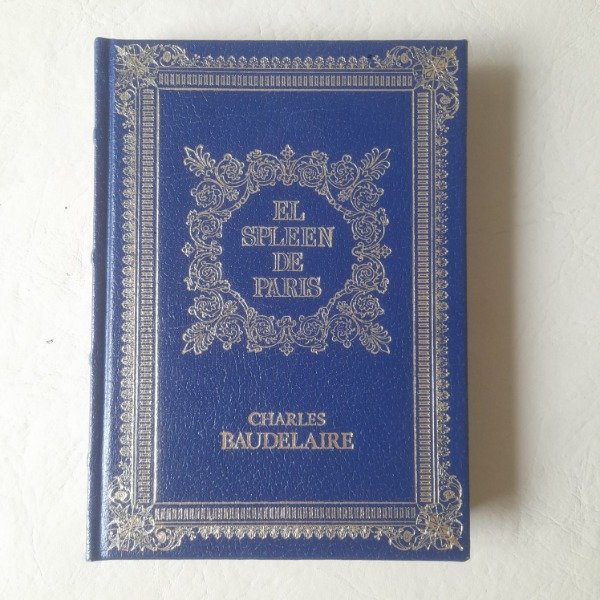 EL
SPLEEN
DE
PARIS
CHARLES
BAUDELAIRE